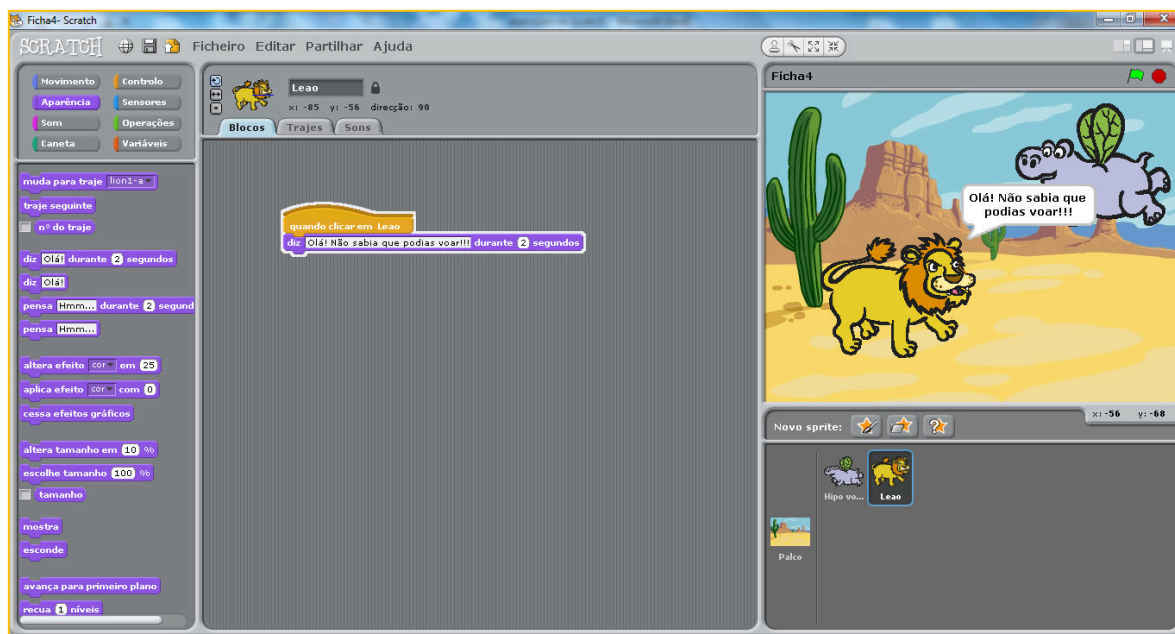 Ficha4- Scratch
SCRATCH
Ficheiro Editar Partilhar Ajuda
Movimento
Controlo
Aparência
Sensores
Som
Operações
Caneta
Variáveis
muda para traje lion1-a
traje seguinte
nº do traje
diz Olá! durante 2 segundos
diz Olá!
pensa Hmm... durante 2 segund
pensa Hmm...
altera efeito cor em 25
aplica efeito cor com 0
cessa efeitos gráficos
altera tamanho em 10 %
escolhe tamanho 100 %
tamanho
mostra
esconde
avança para primeiro plano
recua 1 níveis
Leao
x: -85 y: -56 direcção: 90
Blocos Trajes Sons
quando clicar em Leao
diz Olá! Não sabia que podias voar!!! durante 2 segundos
Ficha4
Olá! Não sabia que
podias voar!!!
x: -56 y: -68
Novo sprite:
Hipo vo...
Leao
Palco